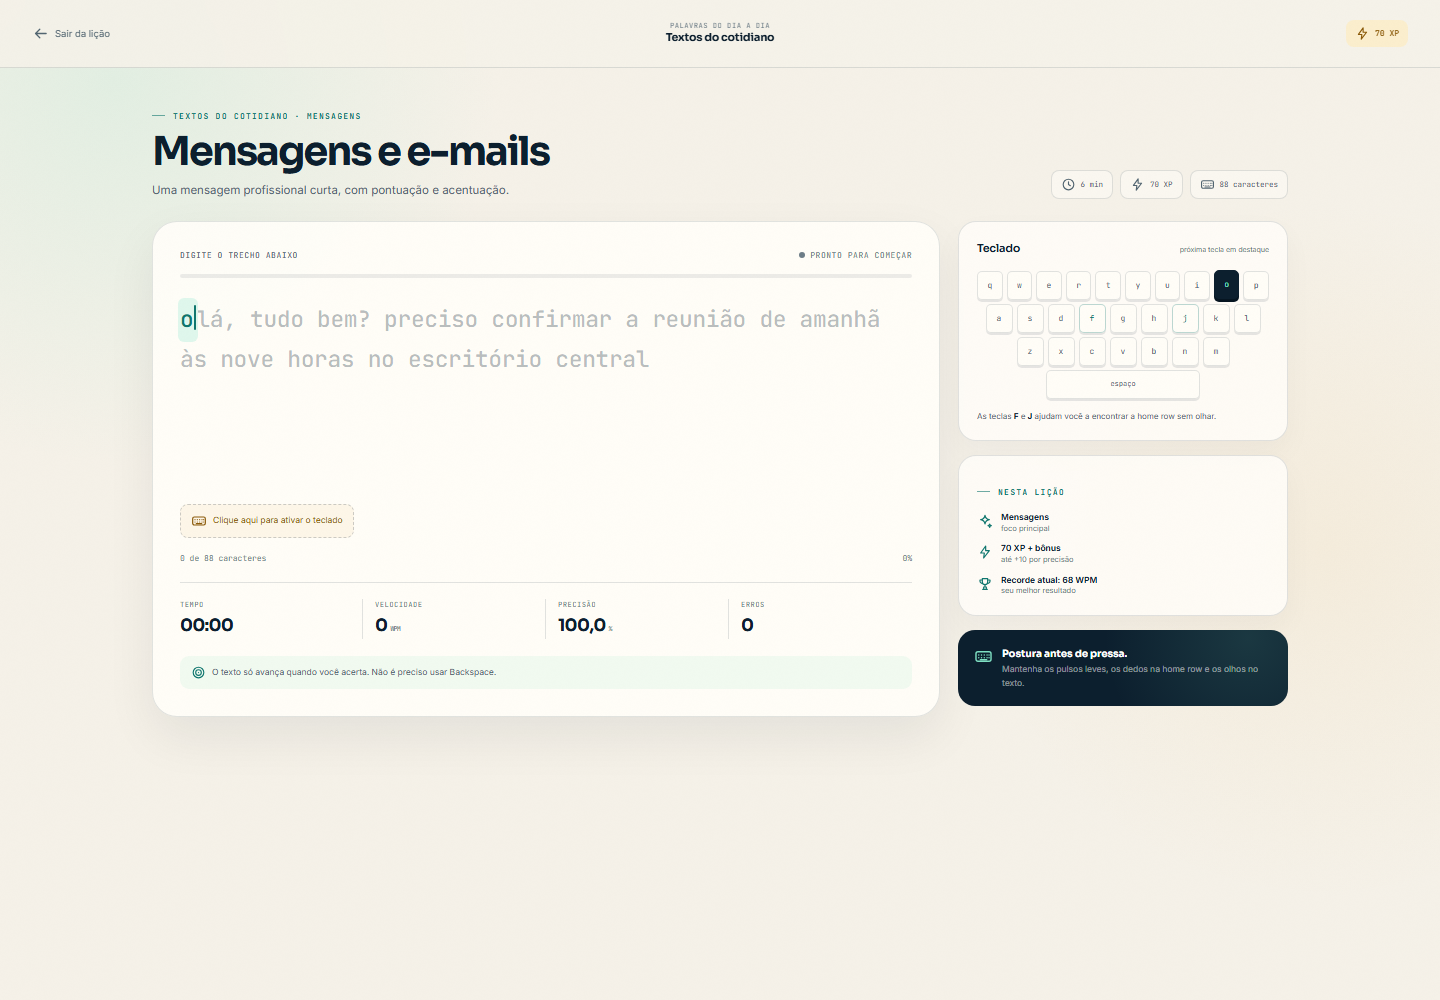 Sair da lição
PALAVRAS DO DIA A DIA
Textos do cotidiano
70 XP
TEXTOS DO COTIDIANO · MENSAGENS
Mensagens e e-mails
Uma mensagem profissional curta, com pontuação e acentuação.
6 min
70 XP
88 caracteres
DIGITE O TRECHO ABAIXO
PRONTO PARA COMEÇAR
olá, tudo bem? preciso confirmar a reunião de amanhã
às nove horas no escritório central
Clique aqui para ativar o teclado
0 de 88 caracteres
0%
TEMPO
00:00
VELOCIDADE
0 WPM
PRECISÃO
100,0 %
ERROS
0
O texto só avança quando você acerta. Não é preciso usar Backspace.
Teclado
próxima tecla em destaque
q w e r t y u i o p
a s d f g h j k l
z x c v b n m
espaço
As teclas F e J ajudam você a encontrar a home row sem olhar.
NESTA LIÇÃO
Mensagens
foco principal
70 XP + bônus
até +10 por precisão
Recorde atual: 68 WPM
seu melhor resultado
Postura antes de pressa.
Mantenha os pulsos leves, os dedos na home row e os olhos no
texto.